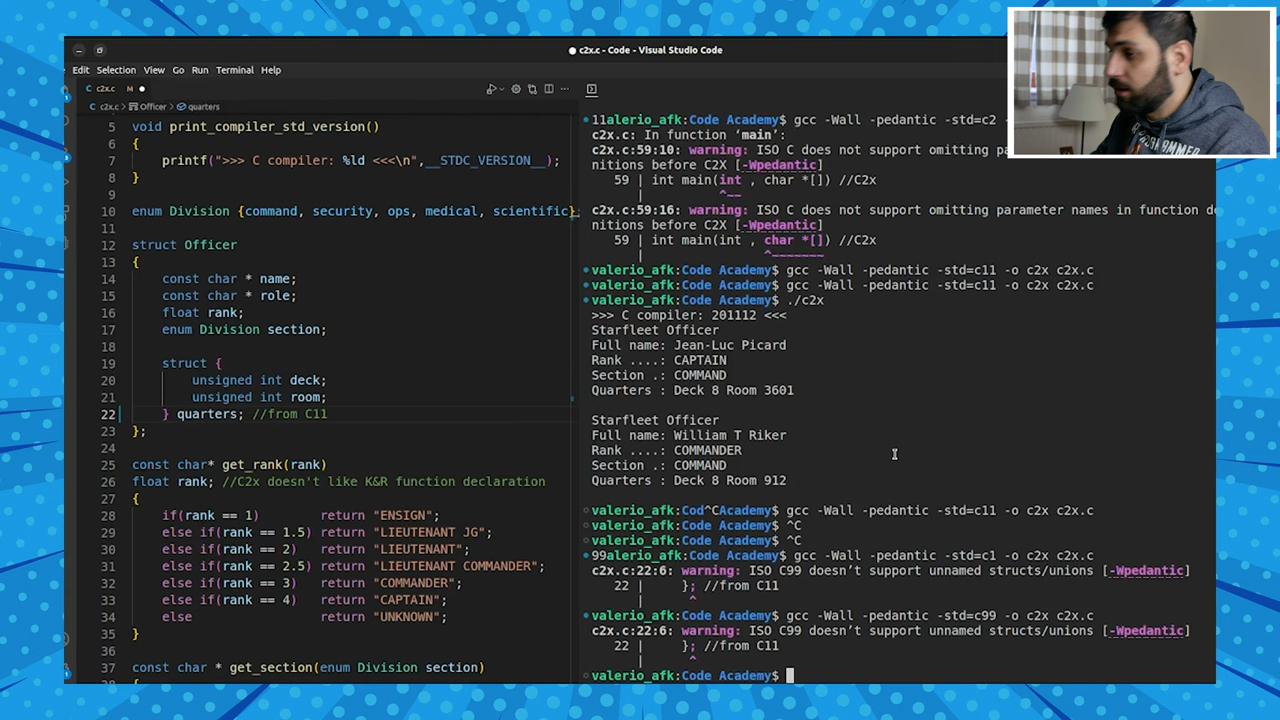 c2x.c - Code - Visual Studio Code
Edit Selection View Go Run Terminal Help
c2x.c M
c2x.c > Officer > quarters
5 void print_compiler_std_version()
6 {
7 printf(">>> C compiler: %ld <<<\n",__STDC_VERSION__);
8 }
9
10 enum Division {command, security, ops, medical, scientific};
11
12 struct Officer
13 {
14 const char * name;
15 const char * role;
16 float rank;
17 enum Division section;
18
19 struct {
20 unsigned int deck;
21 unsigned int room;
22 } quarters; //from C11
23 };
24
25 const char* get_rank(rank)
26 float rank; //C2x doesn't like K&R function declaration
27 {
28 if(rank == 1) return "ENSIGN";
29 else if(rank == 1.5) return "LIEUTENANT JG";
30 else if(rank == 2) return "LIEUTENANT";
31 else if(rank == 2.5) return "LIEUTENANT COMMANDER";
32 else if(rank == 3) return "COMMANDER";
33 else if(rank == 4) return "CAPTAIN";
34 else return "UNKNOWN";
35 }
36
37 const char * get_section(enum Division section)
11alerio_afk:Code Academy$ gcc -Wall -pedantic -std=c2
c2x.c: In function ‘main’:
c2x.c:59:10: warning: ISO C does not support omitting
nitions before C2X [-Wpedantic]
59 | int main(int , char *[]) //C2x
| ^~~
c2x.c:59:16: warning: ISO C does not support omitting parameter names in function de
nitions before C2X [-Wpedantic]
59 | int main(int , char *[]) //C2x
| ^~~~~~~~
valerio_afk:Code Academy$ gcc -Wall -pedantic -std=c11 -o c2x c2x.c
valerio_afk:Code Academy$ gcc -Wall -pedantic -std=c11 -o c2x c2x.c
valerio_afk:Code Academy$ ./c2x
>>> C compiler: 201112 <<<
Starfleet Officer
Full name: Jean-Luc Picard
Rank ....: CAPTAIN
Section .: COMMAND
Quarters : Deck 8 Room 3601
Starfleet Officer
Full name: William T Riker
Rank ....: COMMANDER
Section .: COMMAND
Quarters : Deck 8 Room 912
valerio_afk:Cod^CAcademy$ gcc -Wall -pedantic -std=c11 -o c2x c2x.c
valerio_afk:Code Academy$ ^C
valerio_afk:Code Academy$ ^C
99alerio_afk:Code Academy$ gcc -Wall -pedantic -std=c1 -o c2x c2x.c
c2x.c:22:6: warning: ISO C99 doesn’t support unnamed structs/unions [-Wpedantic]
22 | }; //from C11
| ^
valerio_afk:Code Academy$ gcc -Wall -pedantic -std=c99 -o c2x c2x.c
c2x.c:22:6: warning: ISO C99 doesn’t support unnamed structs/unions [-Wpedantic]
22 | }; //from C11
| ^
valerio_afk:Code Academy$